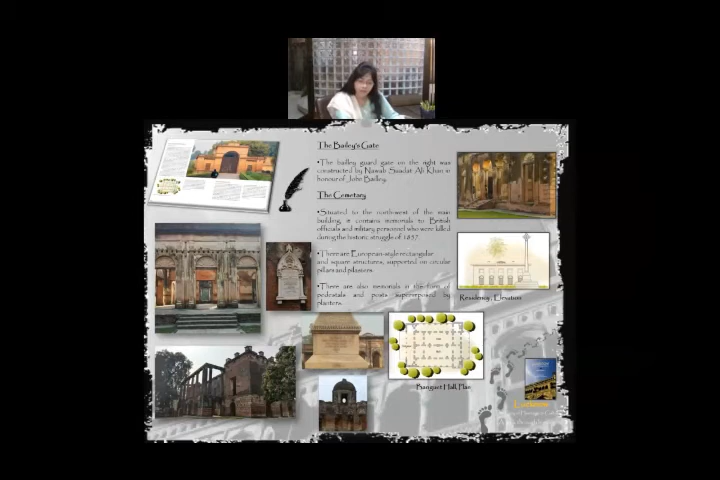 The Bailey's Gate
•The bailley guard gate on the right was
constructed by Nawab Saadat Ali Khan in
honour of John Bailley.
The Cemetary
•Situated to the northwest of the main
building, it contains memorials to British
officials and military personnel who were killed
during the historic struggle of 1857.
•There are European-style rectangular
and square structures, supported on circular
pillars and pilasters.
•There are also memorials in the form of
pedestals and posts superimposed by
planters.
Residency, Elevation
Banquet Hall, Plan
Lucknow